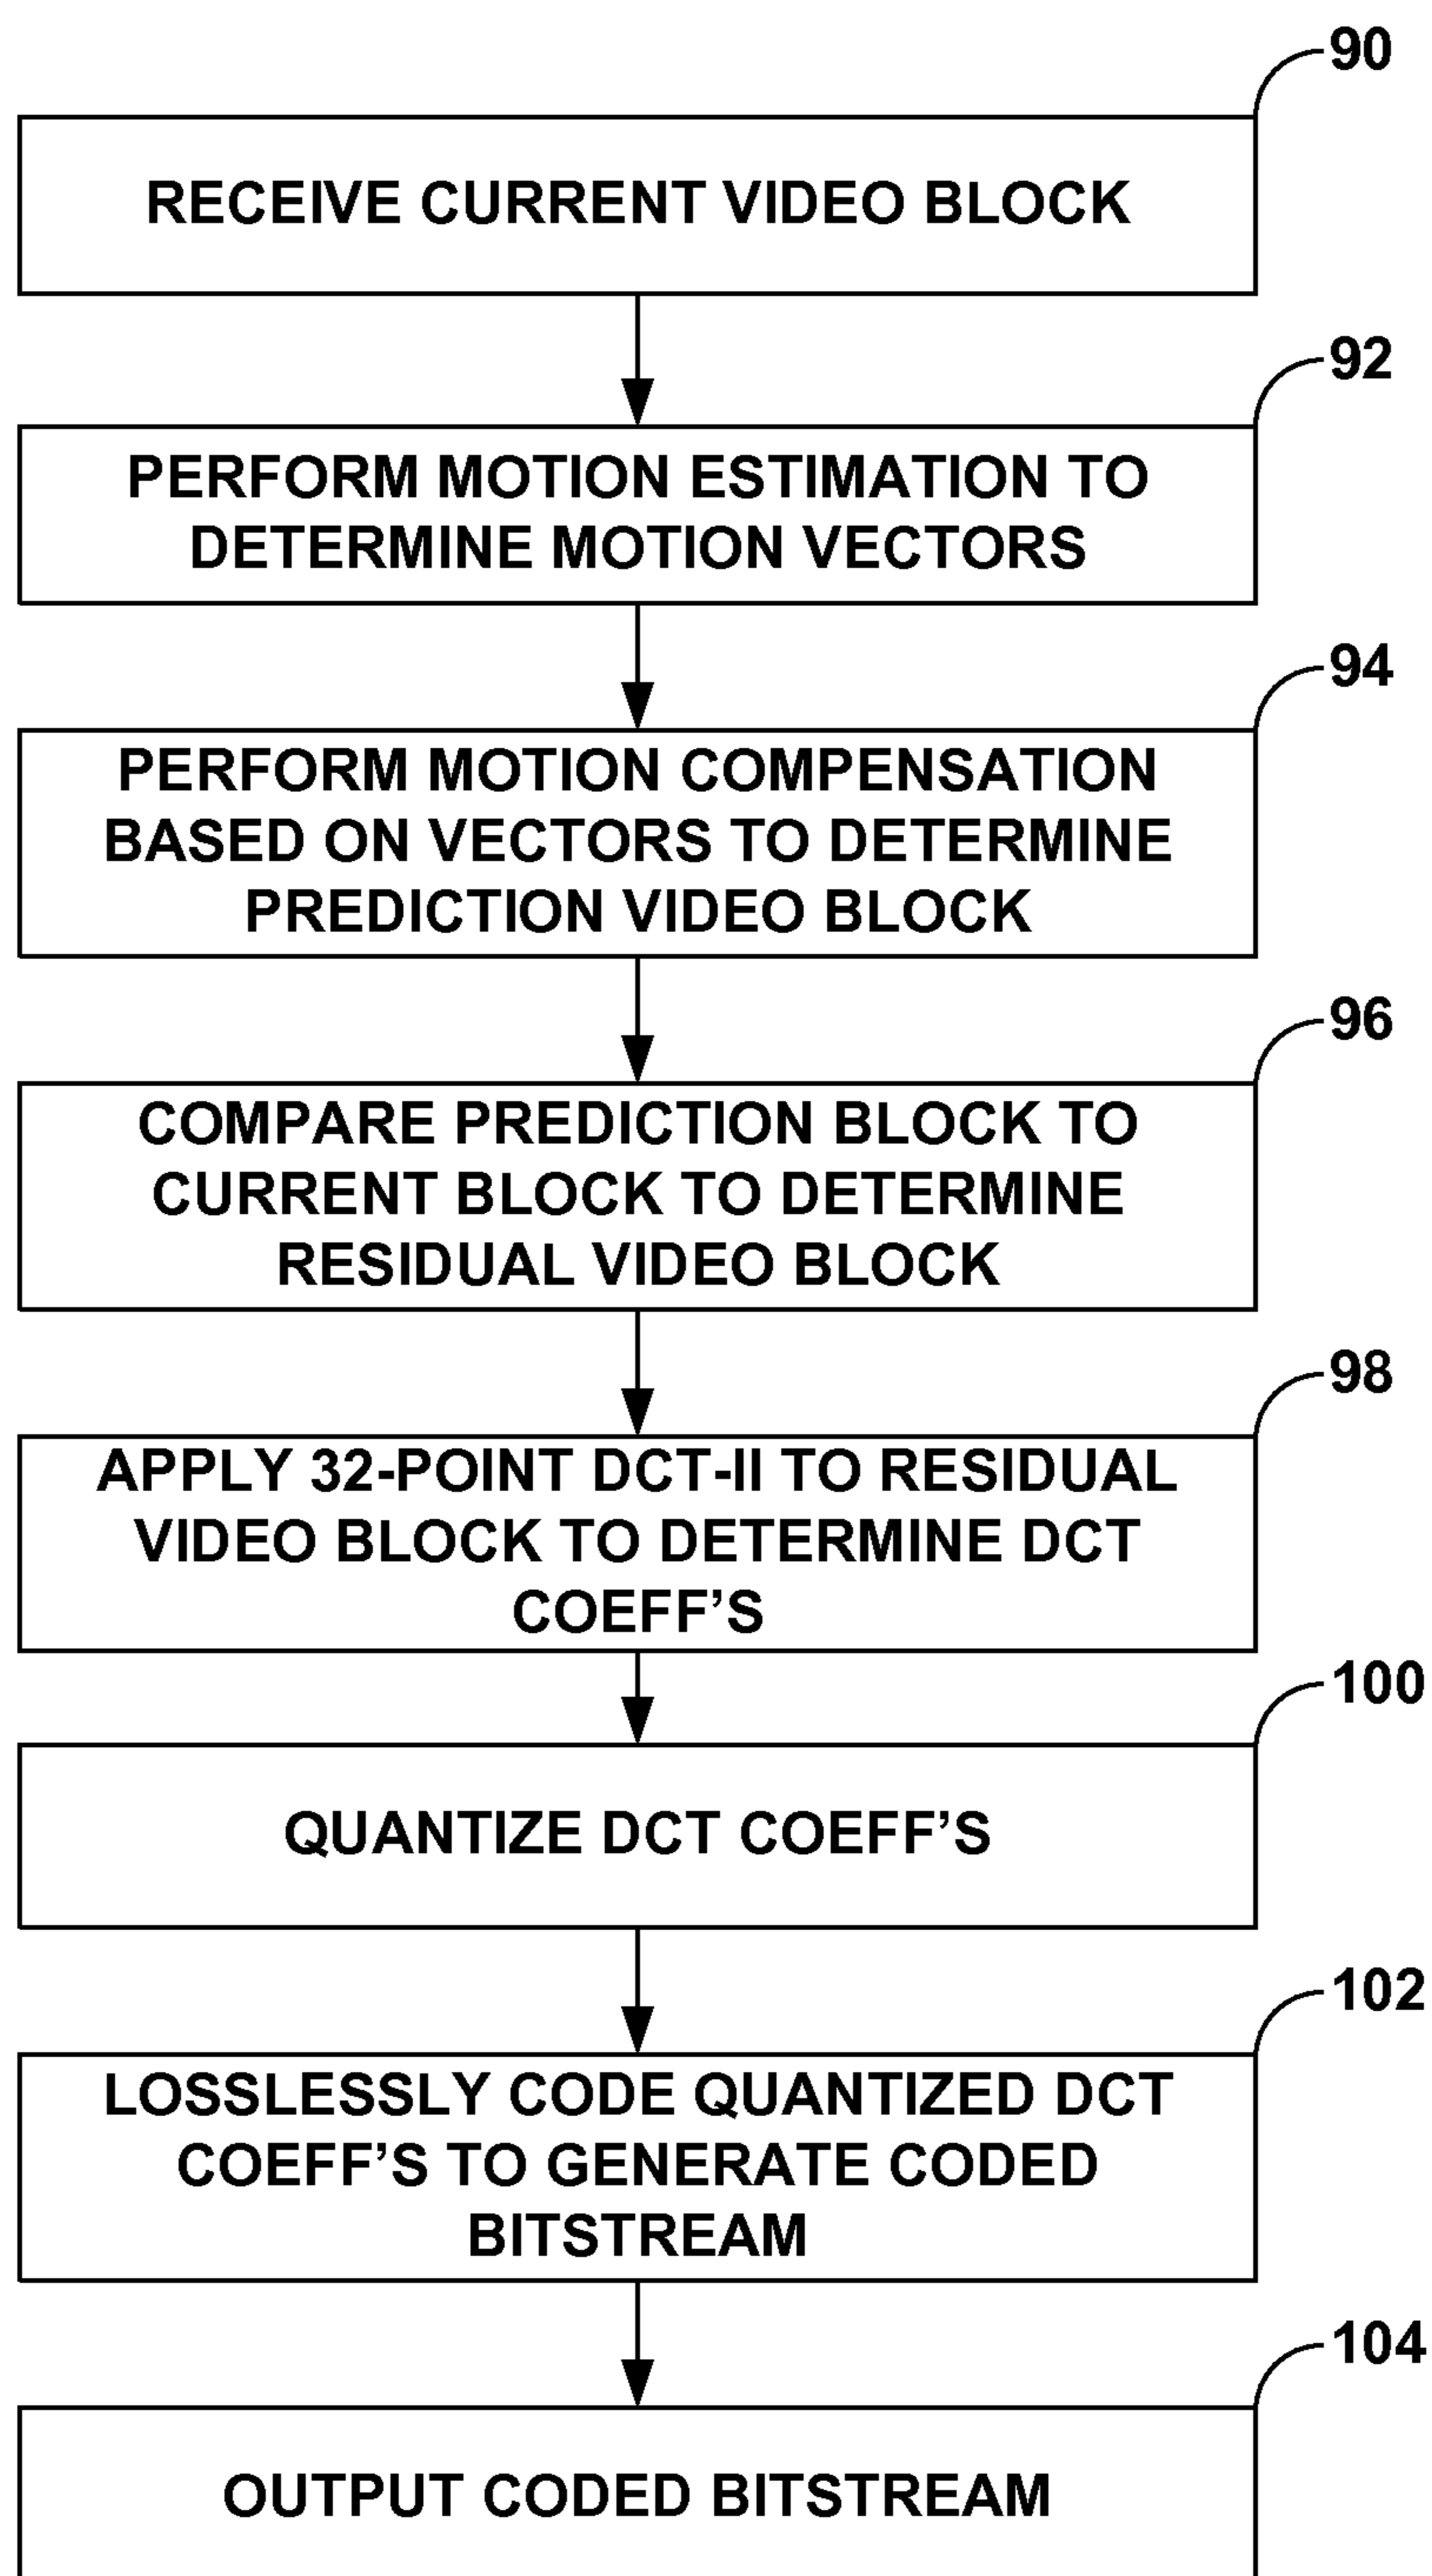 90
RECEIVE CURRENT VIDEO BLOCK
92
PERFORM MOTION ESTIMATION TO
DETERMINE MOTION VECTORS
94
PERFORM MOTION COMPENSATION
BASED ON VECTORS TO DETERMINE
PREDICTION VIDEO BLOCK
96
COMPARE PREDICTION BLOCK TO
CURRENT BLOCK TO DETERMINE
RESIDUAL VIDEO BLOCK
98
APPLY 32-POINT DCT-II TO RESIDUAL
VIDEO BLOCK TO DETERMINE DCT
COEFF’S
100
QUANTIZE DCT COEFF’S
102
LOSSLESSLY CODE QUANTIZED DCT
COEFF’S TO GENERATE CODED
BITSTREAM
104
OUTPUT CODED BITSTREAM